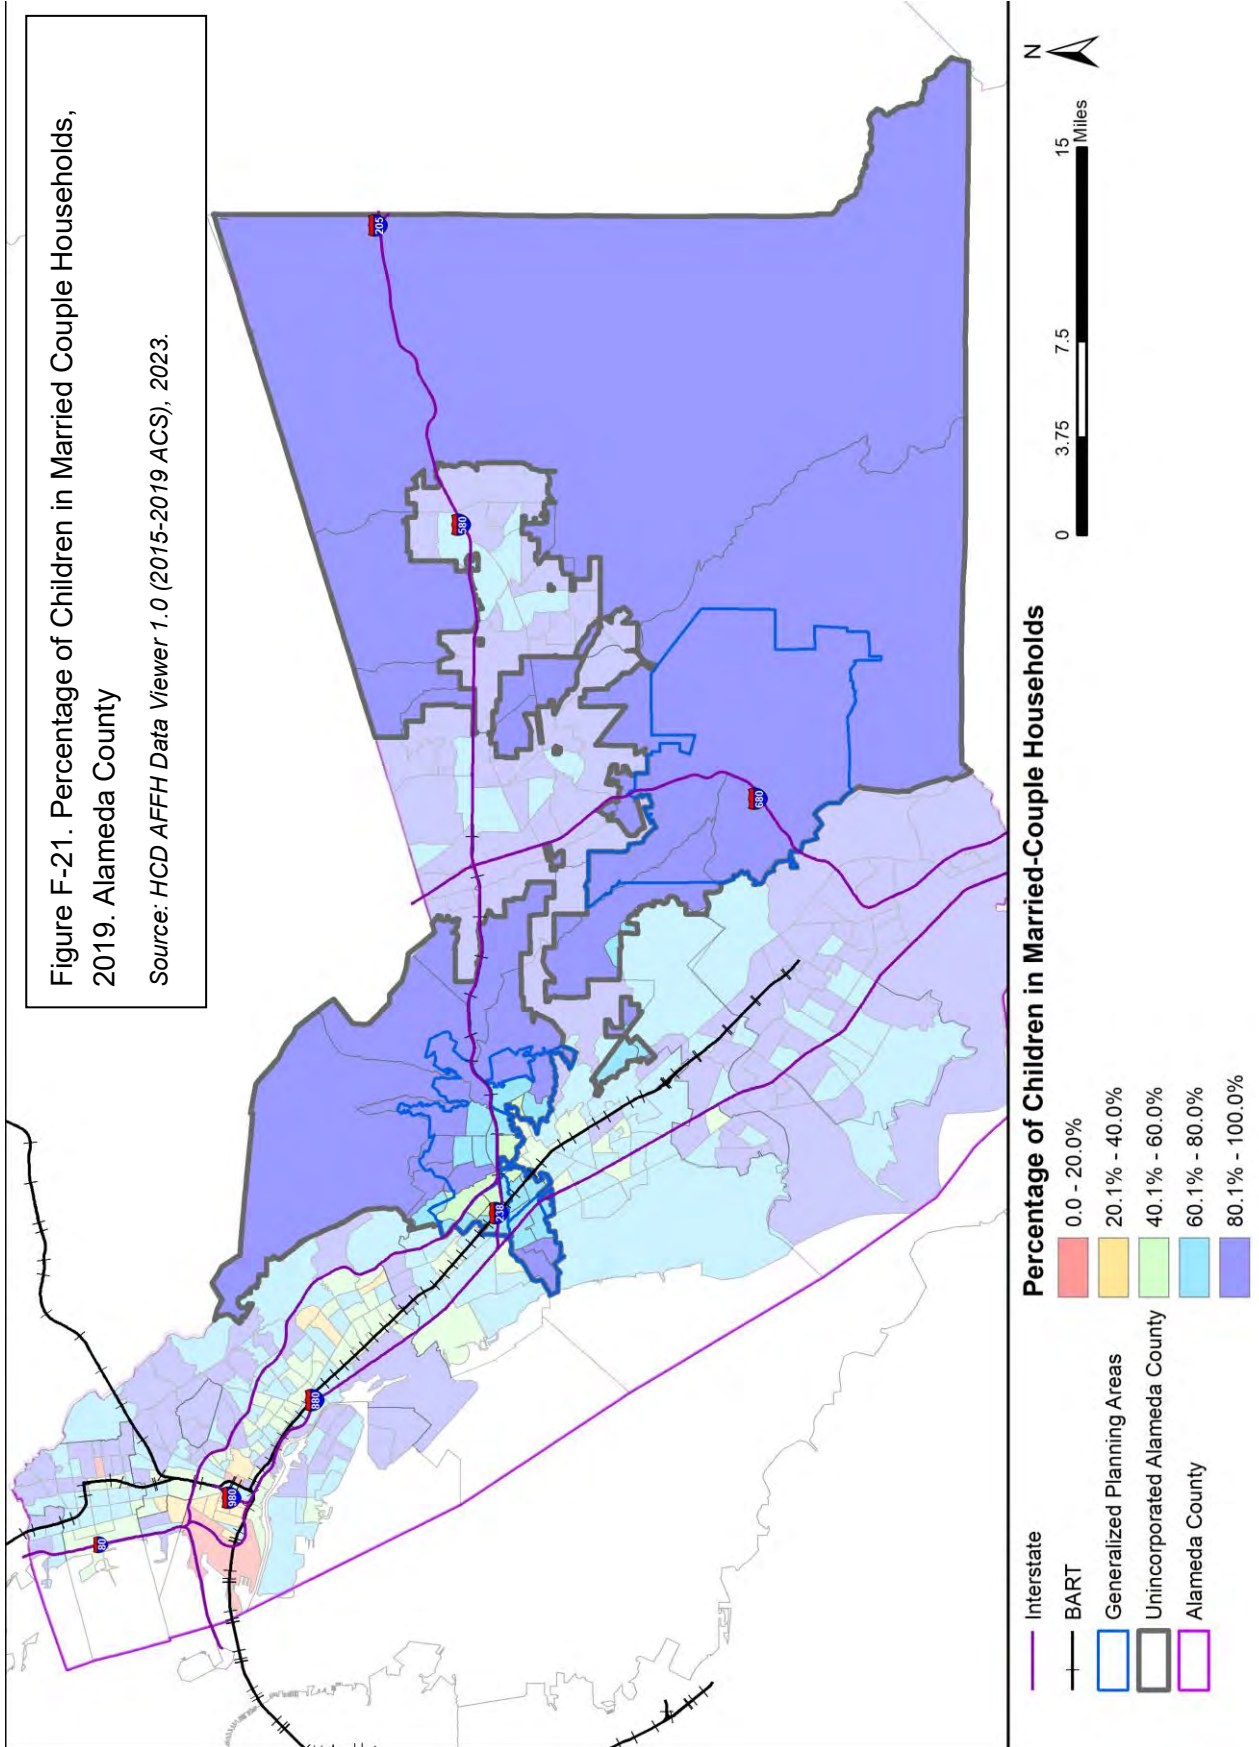 Figure F-21. Percentage of Children in Married Couple Households,
2019. Alameda County
Source: HCD AFFH Data Viewer 1.0 (2015-2019 ACS), 2023.
80
980
880
238
580
680
205
Percentage of Children in Married-Couple Households
Interstate
BART
Generalized Planning Areas
Unincorporated Alameda County
Alameda County
0.0 - 20.0%
20.1% - 40.0%
40.1% - 60.0%
60.1% - 80.0%
80.1% - 100.0%
0 3.75 7.5 15
Miles
N